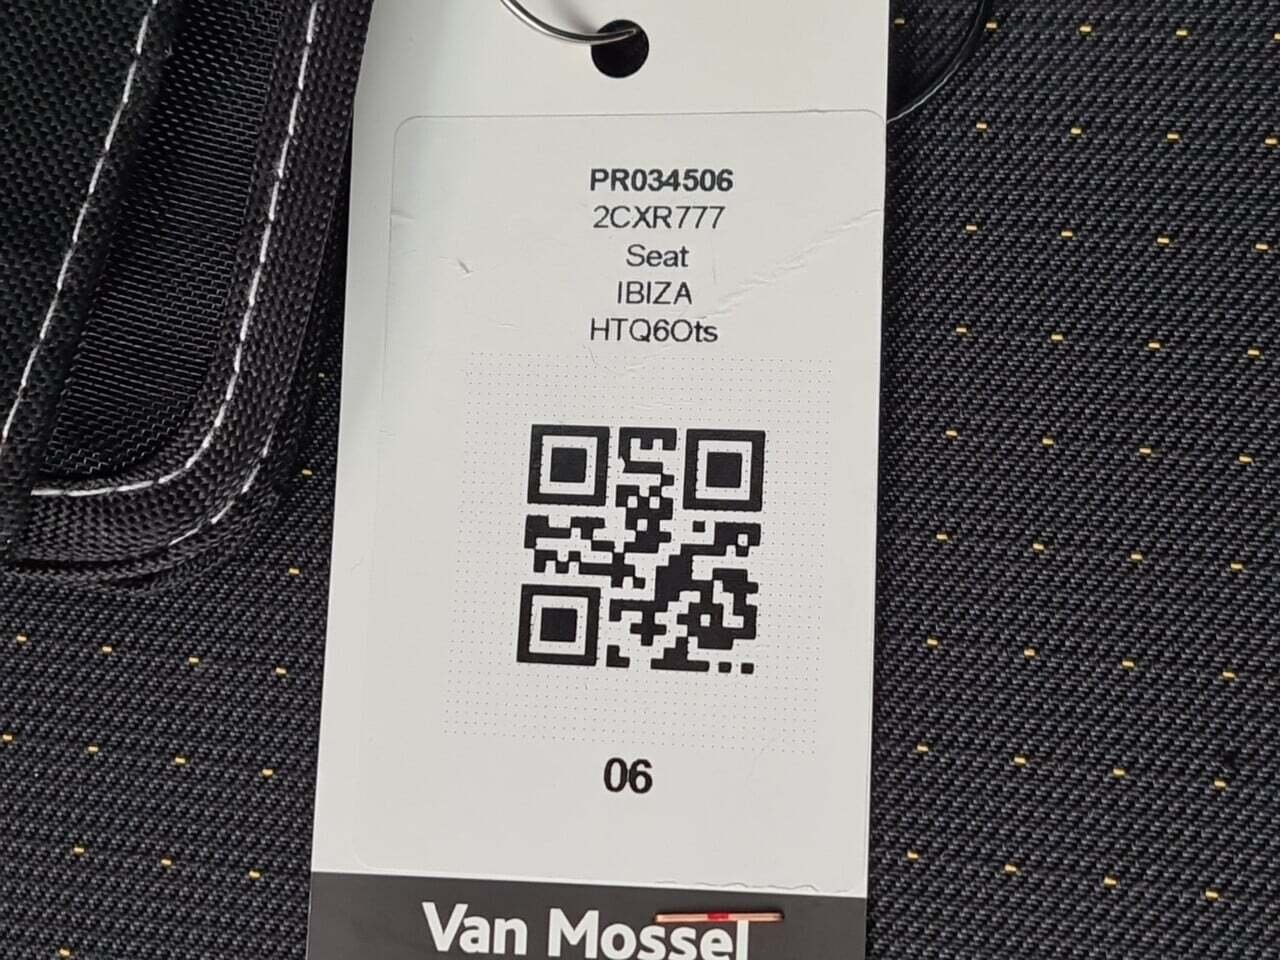 PR034506
2CXR777
Seat
IBIZA
HTQ6Ots
06
Van Mossel